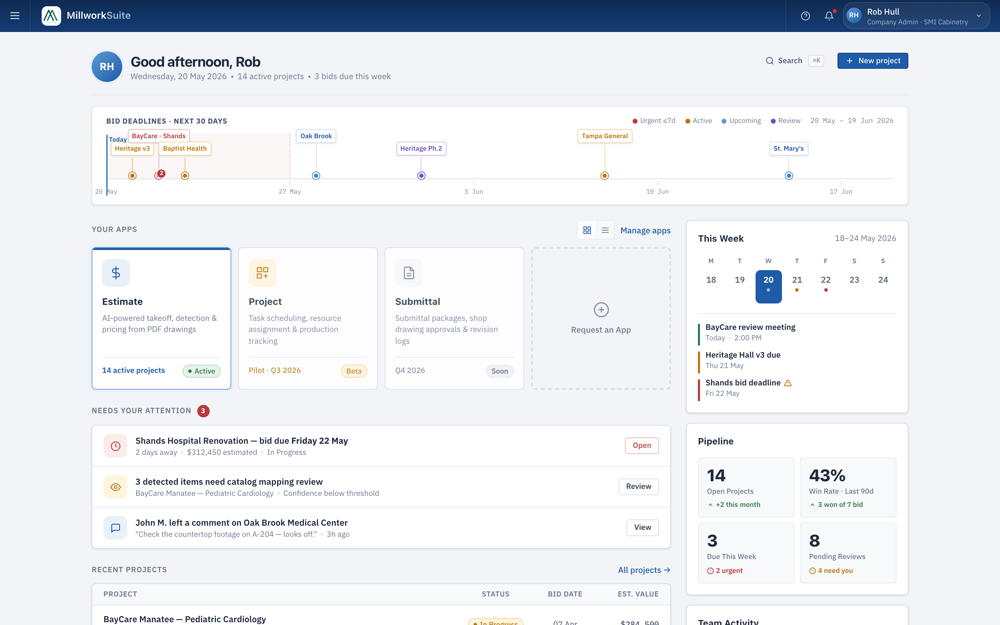 MillworkSuite
RH
Rob Hull
Company Admin · SMI Cabinetry
RH
Good afternoon, Rob
Wednesday, 20 May 2026 • 14 active projects • 3 bids due this week
Search ⌘K
+ New project
BID DEADLINES · NEXT 30 DAYS
Urgent ≤7d Active Upcoming Review 20 May – 19 Jun 2026
Today
BayCare · Shands
Oak Brook
Tampa General
Heritage v3
Baptist Health
Heritage Ph.2
St. Mary's
2
20 May 27 May 3 Jun 10 Jun 17 Jun
YOUR APPS
Manage apps
Estimate
AI-powered takeoff, detection &
pricing from PDF drawings
14 active projects
Active
Project
Task scheduling, resource
assignment & production
tracking
Pilot · Q3 2026
Beta
Submittal
Submittal packages, shop
drawing approvals & revision
logs
Q4 2026
Soon
Request an App
This Week
18–24 May 2026
M T W T F S S
18 19 20 21 22 23 24
BayCare review meeting
Today · 2:00 PM
Heritage Hall v3 due
Thu 21 May
Shands bid deadline
Fri 22 May
NEEDS YOUR ATTENTION 3
Shands Hospital Renovation — bid due Friday 22 May
2 days away · $312,450 estimated · In Progress
Open
3 detected items need catalog mapping review
BayCare Manatee — Pediatric Cardiology · Confidence below threshold
Review
John M. left a comment on Oak Brook Medical Center
"Check the countertop footage on A-204 — looks off." · 3h ago
View
Pipeline
14
Open Projects
+2 this month
43%
Win Rate · Last 90d
3 won of 7 bid
3
Due This Week
2 urgent
8
Pending Reviews
4 need you
RECENT PROJECTS
All projects →
PROJECT STATUS BID DATE EST. VALUE
BayCare Manatee — Pediatric Cardiology
In Progress 07 Apr $284,500
Team Activity